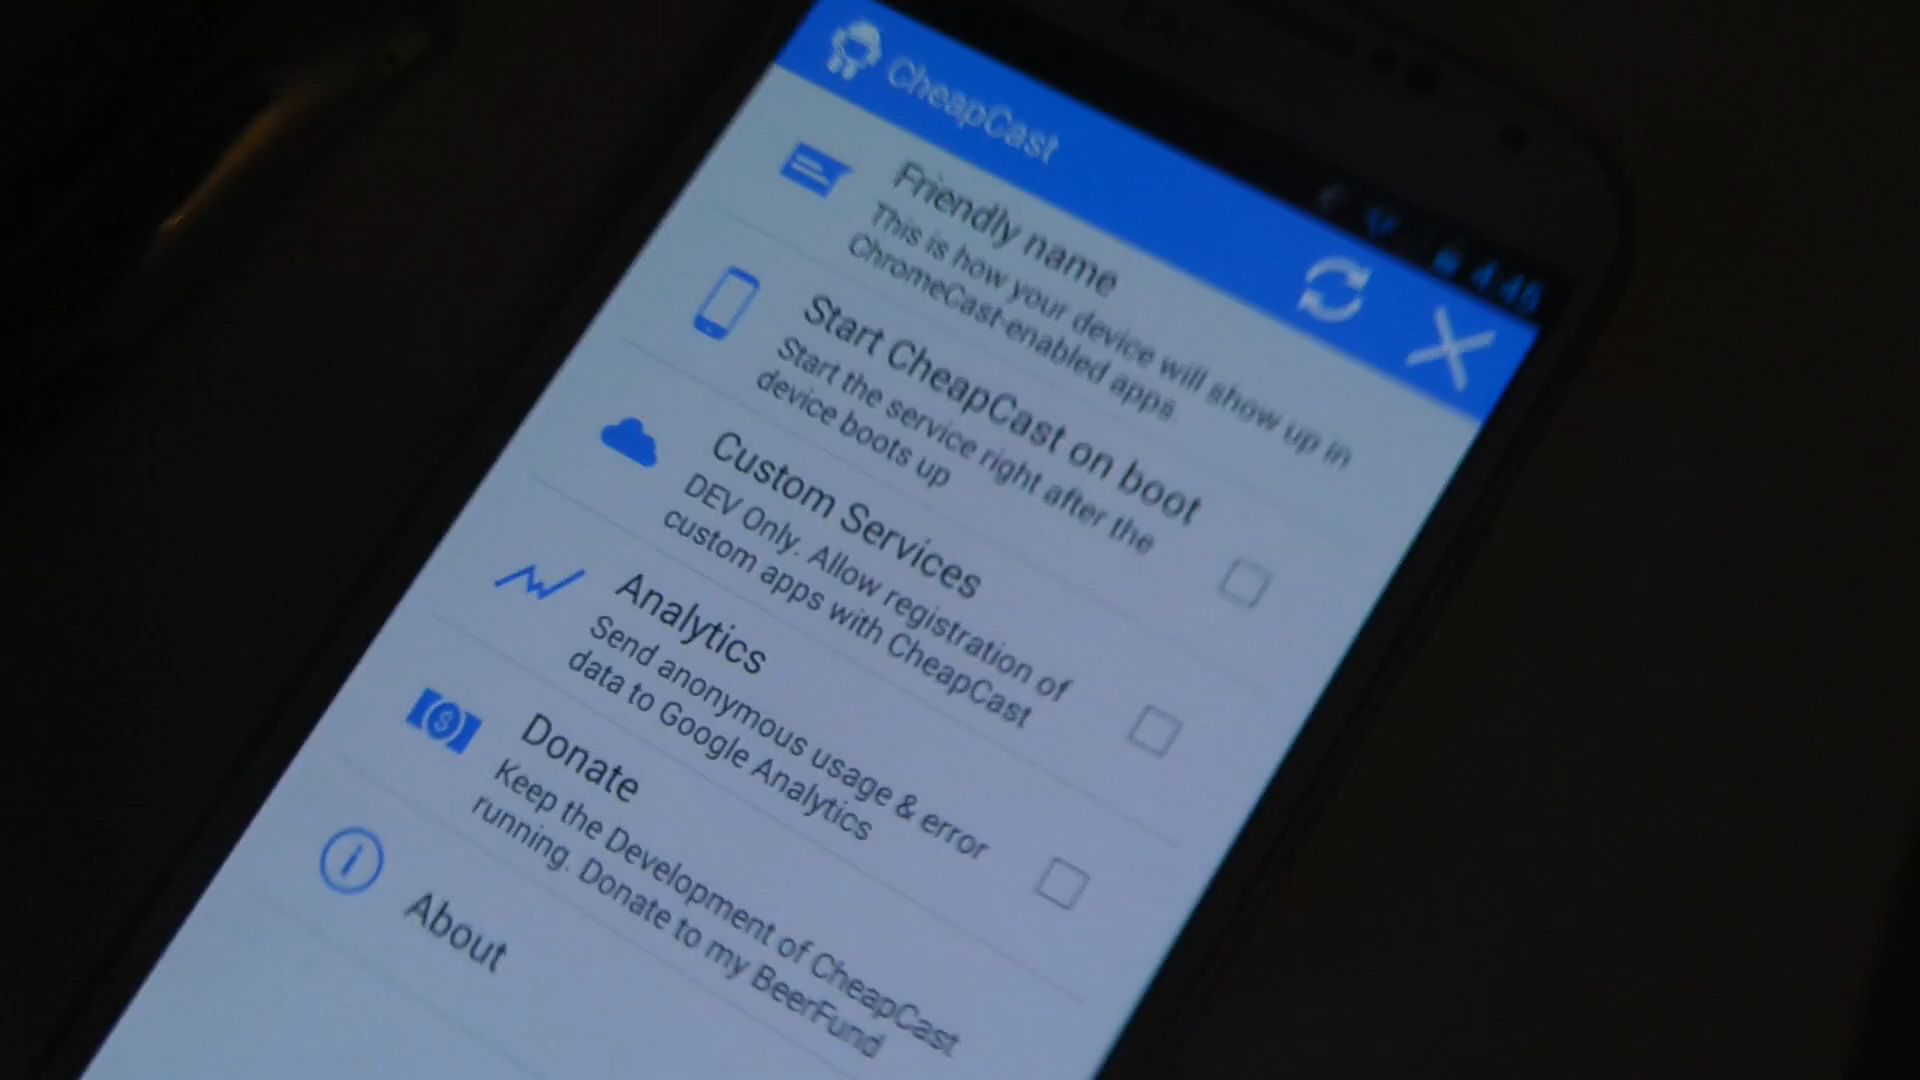 4:45
CheapCast
Friendly name
This is how your device will show up in
ChromeCast-enabled apps.
Start CheapCast on boot
Start the service right after the
device boots up
Custom Services
DEV Only. Allow registration of
custom apps with CheapCast
Analytics
Send anonymous usage & error
data to Google Analytics
Donate
Keep the Development of CheapCast
running. Donate to my BeerFund
About